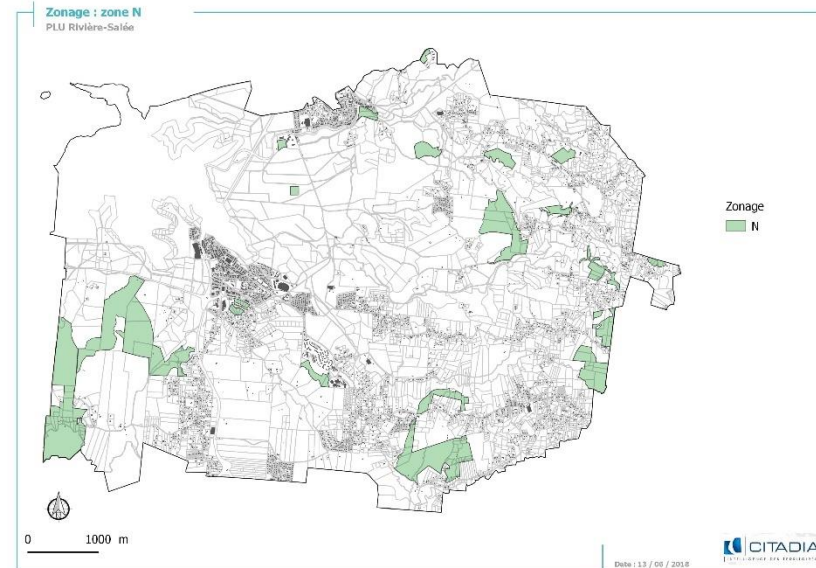 Zonage : zone N
PLU Rivière-Salée
Zonage
N
0 1000 m
Date : 13 / 08 / 2018
CITADIA